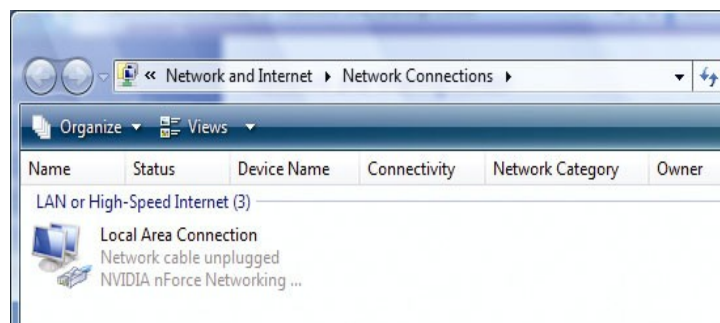 « Network and Internet ▸ Network Connections ▸
Organize Views
Name Status Device Name Connectivity Network Category Owner
LAN or High-Speed Internet (3)
Local Area Connection
Network cable unplugged
NVIDIA nForce Networking ...